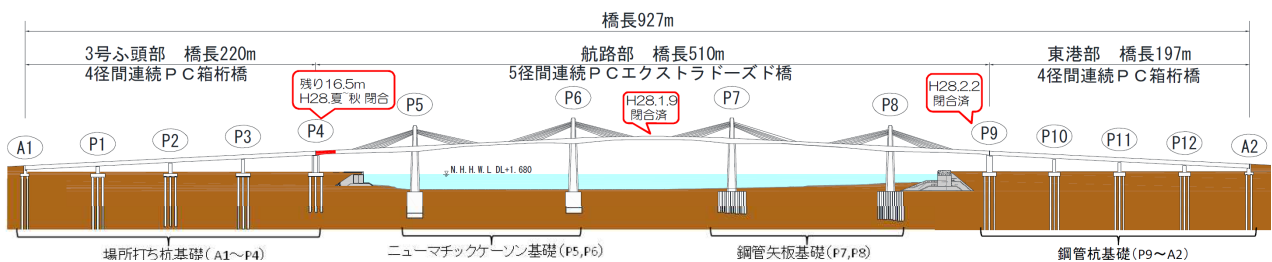 橋長927m
3号ふ頭部 橋長220m
4径間連続PC箱桁橋
航路部 橋長510m
5径間連続PCエクストラドーズド橋
東港部 橋長197m
4径間連続PC箱桁橋
残り16.5m
H28.夏~秋 閉合
H28.1.9
閉合済
H28.2.2
閉合済
A1
P1
P2
P3
P4
P5
P6
P7
P8
P9
P10
P11
P12
A2
N.H.H.W.L DL+1.680
場所打ち杭基礎(A1～P4)
ニューマチックケーソン基礎(P5,P6)
鋼管矢板基礎(P7,P8)
鋼管杭基礎(P9～A2)